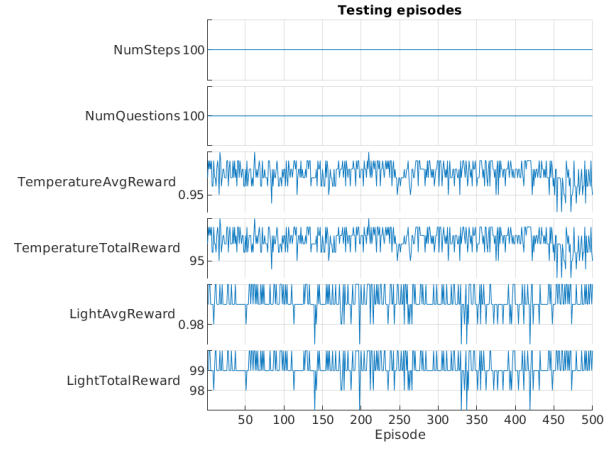 Testing episodes
NumSteps 100
NumQuestions 100
TemperatureAvgReward
0.95
TemperatureTotalReward
95
LightAvgReward
0.98
LightTotalReward
99
98
50 100 150 200 250 300 350 400 450 500
Episode